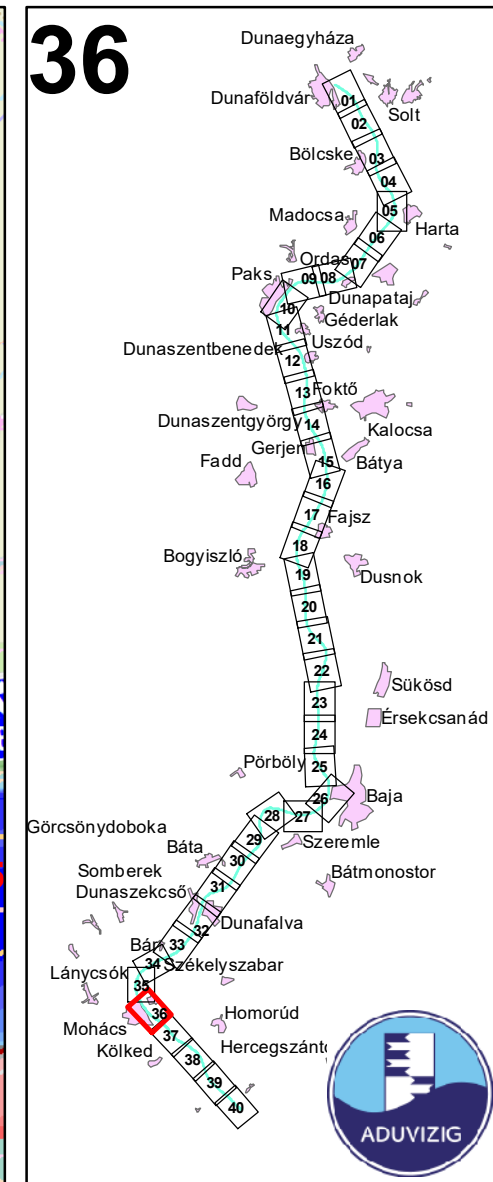 36
Dunaegyháza
Dunaföldvár
01
Solt
02
Bölcske
03
04
05
Madocsa
Harta
06
Ordas
07
Paks
09
08
Dunapataj
10
Géderlak
11
Uszód
Dunaszentbenedek
12
13
Foktő
Dunaszentgyörgy
14
Kalocsa
Gerjen
15
Bátya
Fadd
16
17
Fajsz
18
Bogyiszló
19
Dusnok
20
21
22
Sükösd
23
Érsekcsanád
24
Pörböly
25
26
Baja
28
27
Görcsönydoboka
29
Szeremle
Báta
30
Somberek
Bátmonostor
31
Dunaszekcső
Dunafalva
32
33
Bár
34
Székelyszabar
Lánycsók
35
36
Homorúd
Mohács
37
Kölked
Hercegszántó
38
39
40
ADUVIZIG